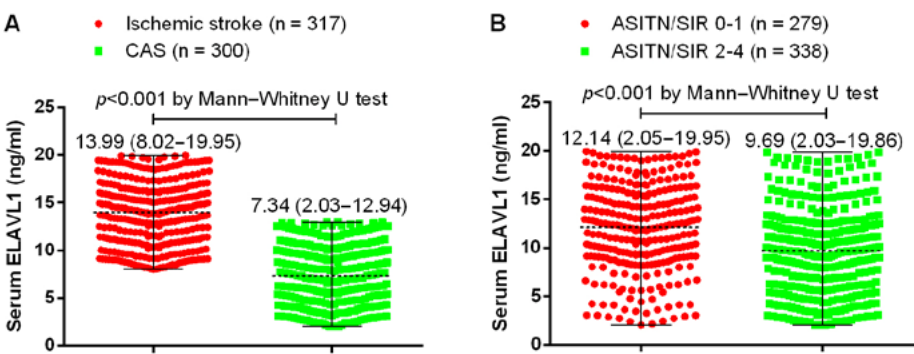 A
Ischemic stroke (n = 317)
CAS (n = 300)
p<0.001 by Mann–Whitney U test
13.99 (8.02–19.95)
7.34 (2.03–12.94)
Serum ELAVL1 (ng/ml)
25
20
15
10
5
0
B
ASITN/SIR 0-1 (n = 279)
ASITN/SIR 2-4 (n = 338)
p<0.001 by Mann–Whitney U test
12.14 (2.05–19.95)
9.69 (2.03–19.86)
Serum ELAVL1 (ng/ml)
25
20
15
10
5
0